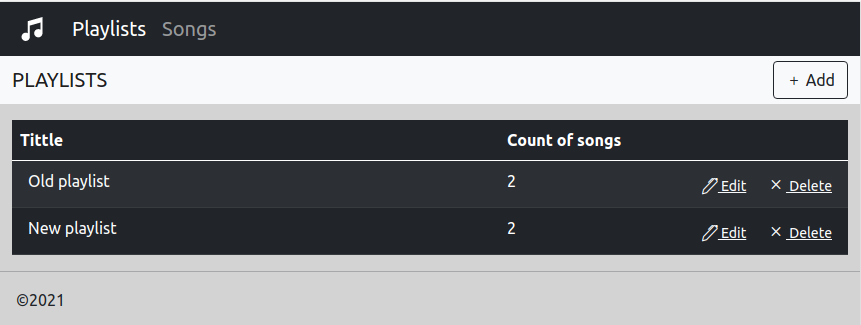 Playlists Songs
PLAYLISTS + Add
Tittle Count of songs
Old playlist 2 Edit × Delete
New playlist 2 Edit × Delete
©2021